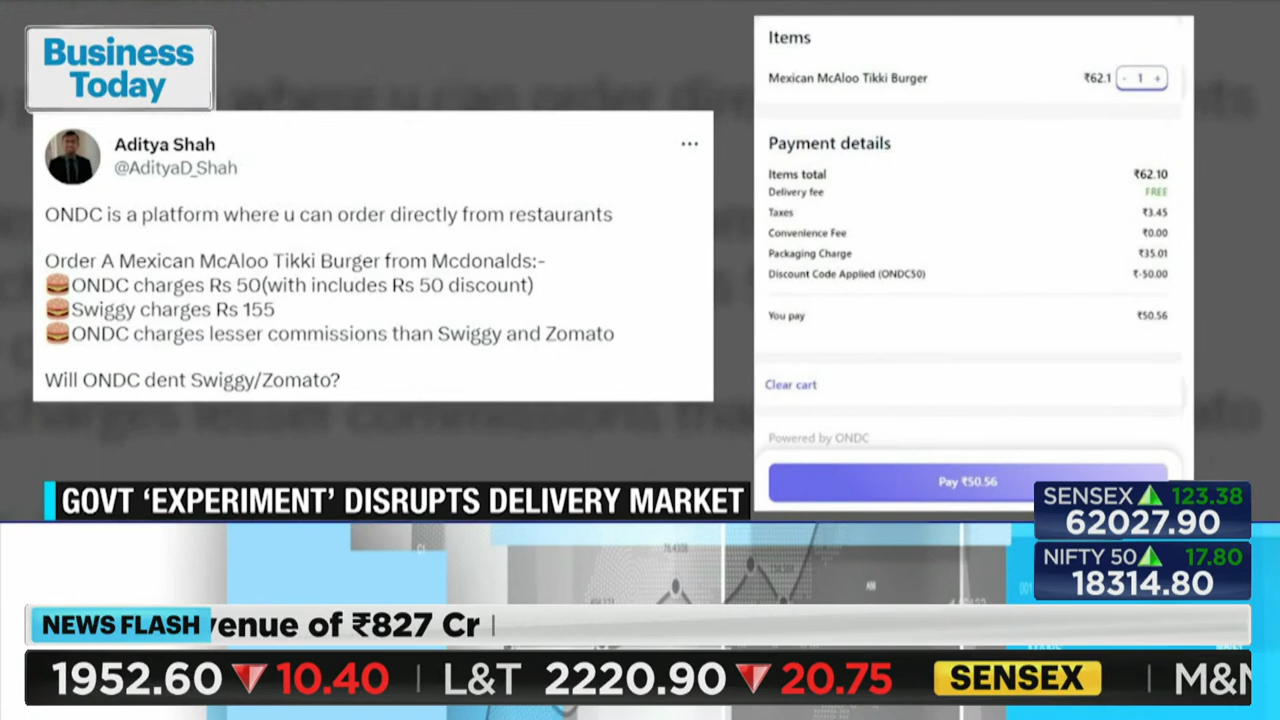 Business
Today
Aditya Shah
@AdityaD_Shah
ONDC is a platform where u can order directly from restaurants
Order A Mexican McAloo Tikki Burger from Mcdonalds:-
🍔ONDC charges Rs 50(with includes Rs 50 discount)
🍔Swiggy charges Rs 155
🍔ONDC charges lesser commissions than Swiggy and Zomato
Will ONDC dent Swiggy/Zomato?
Items
Mexican McAloo Tikki Burger ₹62.1 - 1 +
Payment details
Items total ₹62.10
Delivery fee FREE
Taxes ₹3.45
Convenience Fee ₹0.00
Packaging Charge ₹35.01
Discount Code Applied (ONDC50) ₹-50.00
You pay ₹50.56
Clear cart
Powered by ONDC
Pay ₹50.56
GOVT 'EXPERIMENT' DISRUPTS DELIVERY MARKET
SENSEX 123.38
62027.90
NIFTY 50 17.80
18314.80
NEWS FLASH venue of ₹827 Cr |
1952.60 10.40 | L&T 2220.90 20.75 SENSEX | M&M